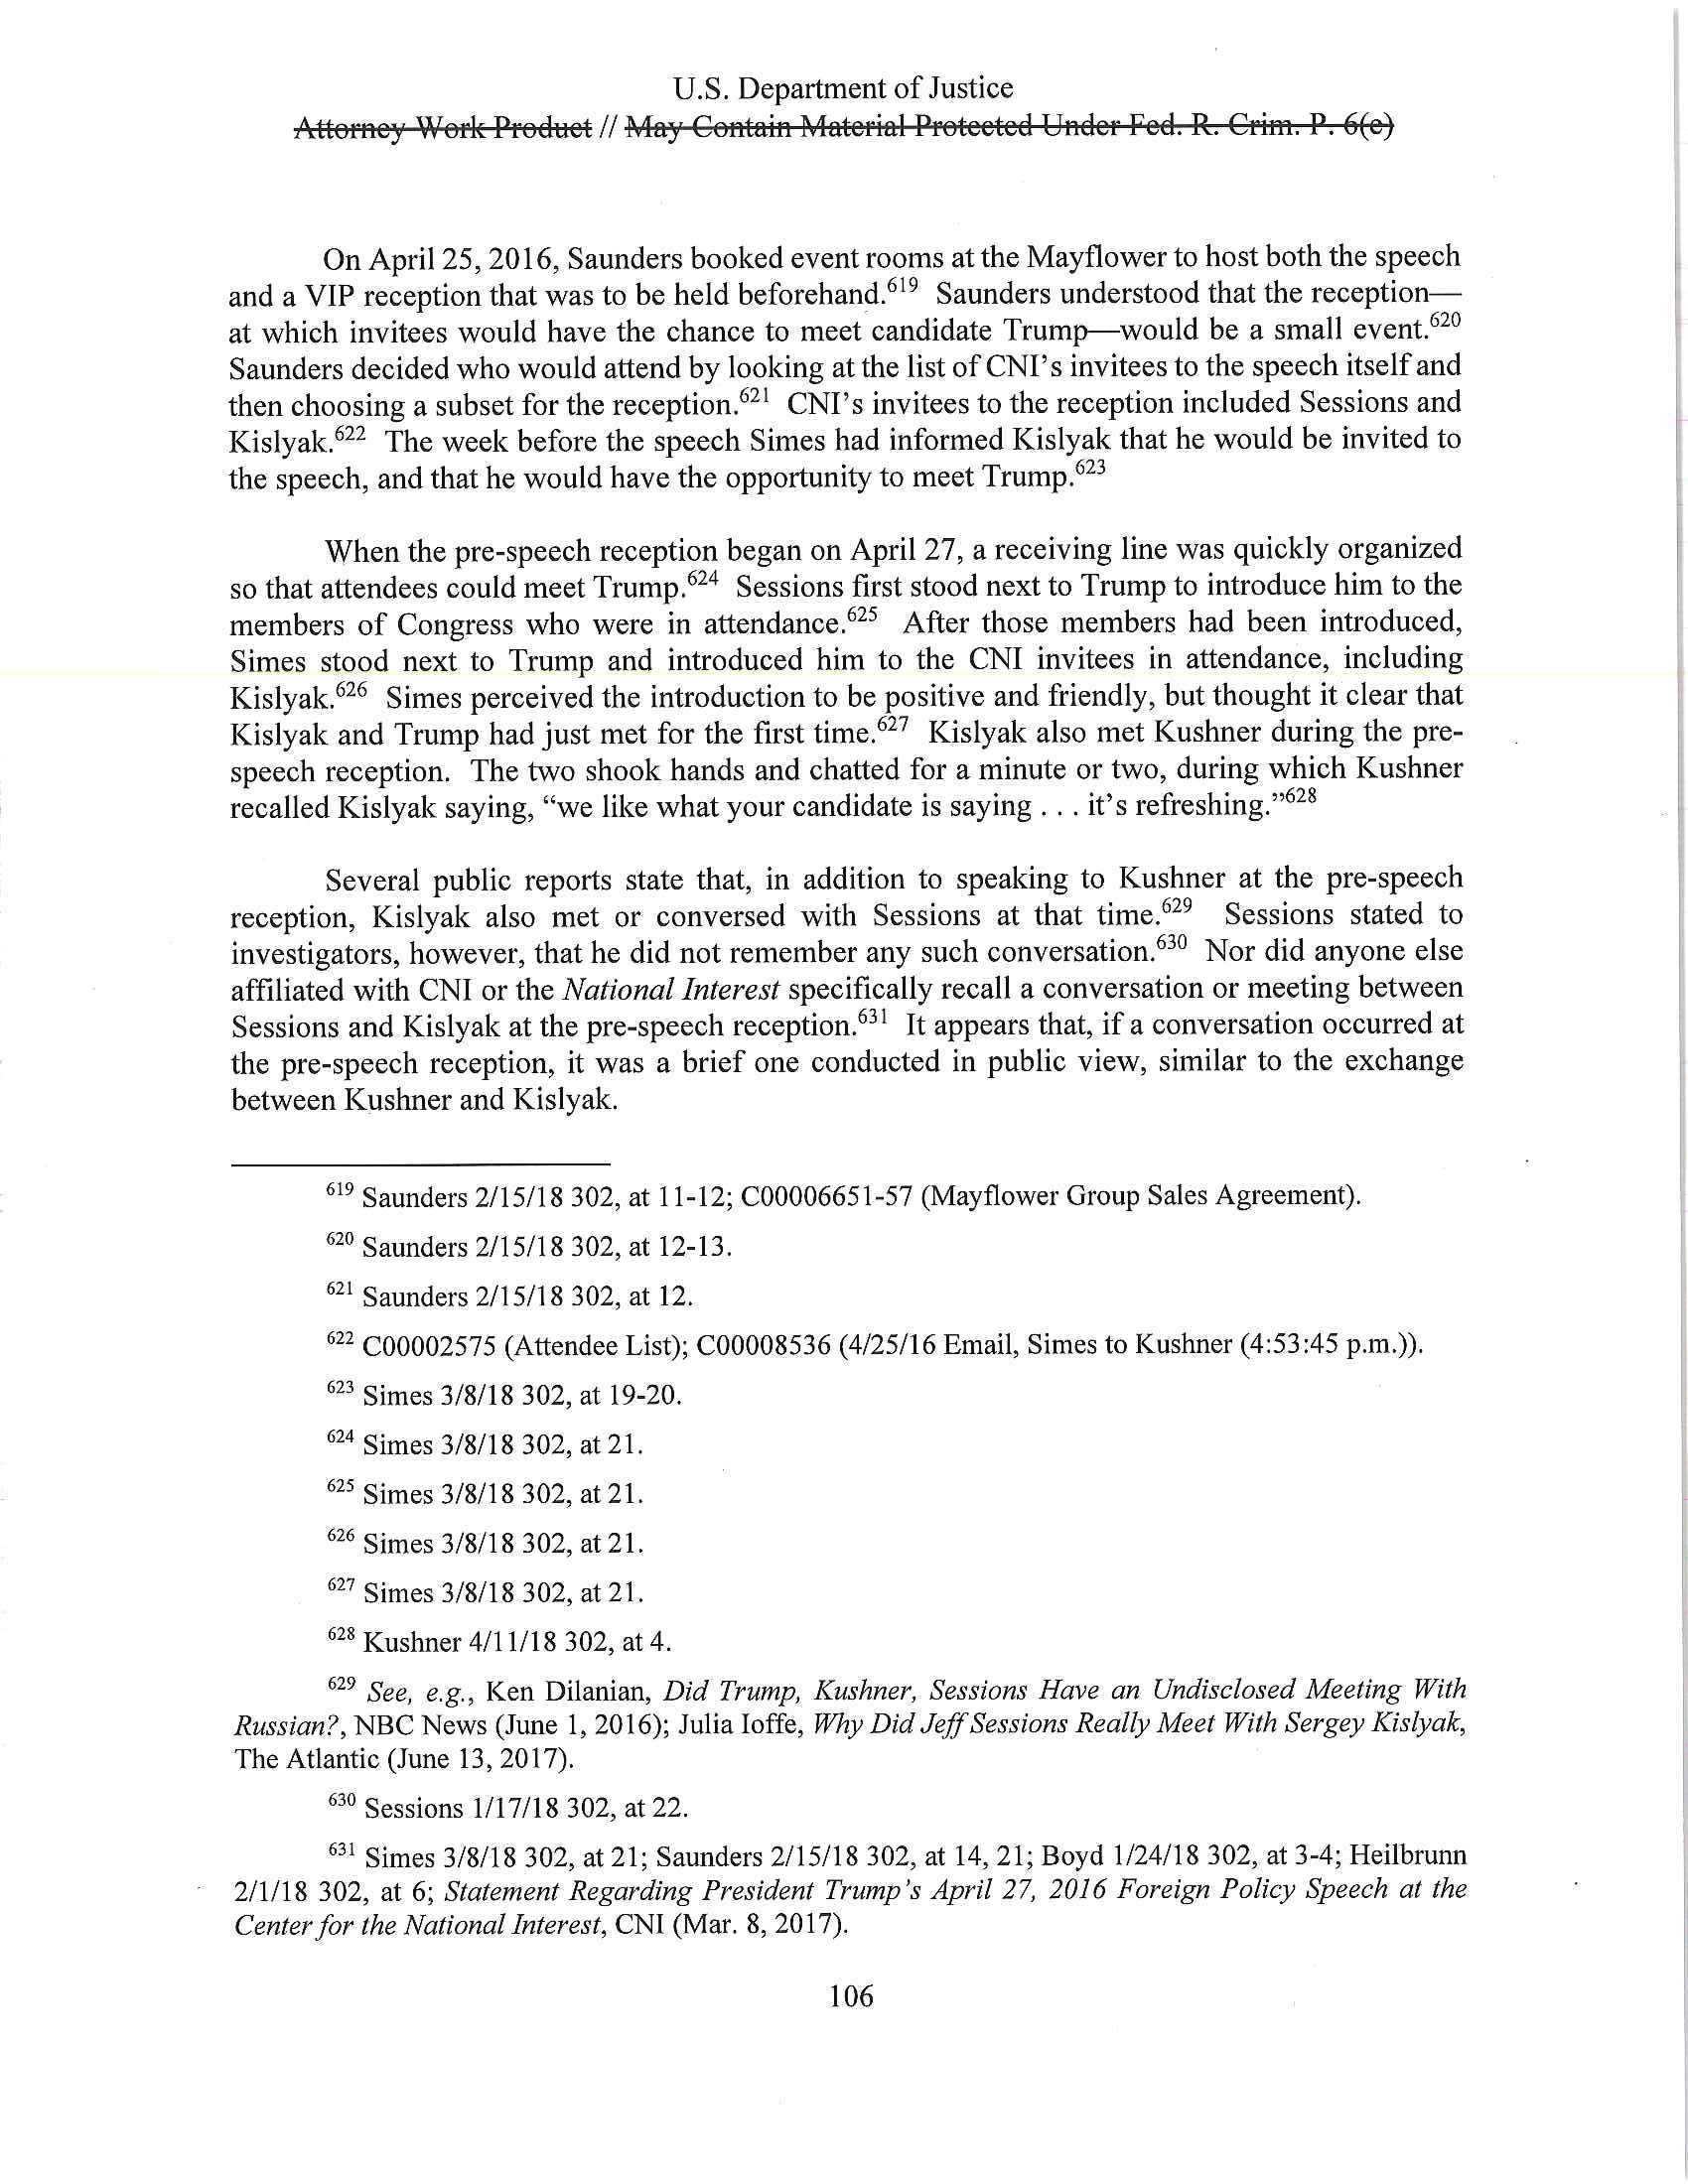 U.S. Department of Justice
Attorney Work Product // May Contain Material Protected Under Fed. R. Crim. P. 6(e)
On April 25, 2016, Saunders booked event rooms at the Mayflower to host both the speech
and a VIP reception that was to be held beforehand.619 Saunders understood that the reception—
at which invitees would have the chance to meet candidate Trump—would be a small event.620
Saunders decided who would attend by looking at the list of CNI's invitees to the speech itself and
then choosing a subset for the reception.621 CNI's invitees to the reception included Sessions and
Kislyak.622 The week before the speech Simes had informed Kislyak that he would be invited to
the speech, and that he would have the opportunity to meet Trump.623
When the pre-speech reception began on April 27, a receiving line was quickly organized
so that attendees could meet Trump.624 Sessions first stood next to Trump to introduce him to the
members of Congress who were in attendance.625 After those members had been introduced,
Simes stood next to Trump and introduced him to the CNI invitees in attendance, including
Kislyak.626 Simes perceived the introduction to be positive and friendly, but thought it clear that
Kislyak and Trump had just met for the first time.627 Kislyak also met Kushner during the pre-
speech reception. The two shook hands and chatted for a minute or two, during which Kushner
recalled Kislyak saying, “we like what your candidate is saying . . . it's refreshing.”628
Several public reports state that, in addition to speaking to Kushner at the pre-speech
reception, Kislyak also met or conversed with Sessions at that time.629 Sessions stated to
investigators, however, that he did not remember any such conversation.630 Nor did anyone else
affiliated with CNI or the National Interest specifically recall a conversation or meeting between
Sessions and Kislyak at the pre-speech reception.631 It appears that, if a conversation occurred at
the pre-speech reception, it was a brief one conducted in public view, similar to the exchange
between Kushner and Kislyak.
619 Saunders 2/15/18 302, at 11-12; C00006651-57 (Mayflower Group Sales Agreement).
620 Saunders 2/15/18 302, at 12-13.
621 Saunders 2/15/18 302, at 12.
622 C00002575 (Attendee List); C00008536 (4/25/16 Email, Simes to Kushner (4:53:45 p.m.)).
623 Simes 3/8/18 302, at 19-20.
624 Simes 3/8/18 302, at 21.
625 Simes 3/8/18 302, at 21.
626 Simes 3/8/18 302, at 21.
627 Simes 3/8/18 302, at 21.
628 Kushner 4/11/18 302, at 4.
629 See, e.g., Ken Dilanian, Did Trump, Kushner, Sessions Have an Undisclosed Meeting With
Russian?, NBC News (June 1, 2016); Julia Ioffe, Why Did Jeff Sessions Really Meet With Sergey Kislyak,
The Atlantic (June 13, 2017).
630 Sessions 1/17/18 302, at 22.
631 Simes 3/8/18 302, at 21; Saunders 2/15/18 302, at 14, 21; Boyd 1/24/18 302, at 3-4; Heilbrunn
2/1/18 302, at 6; Statement Regarding President Trump's April 27, 2016 Foreign Policy Speech at the
Center for the National Interest, CNI (Mar. 8, 2017).
106